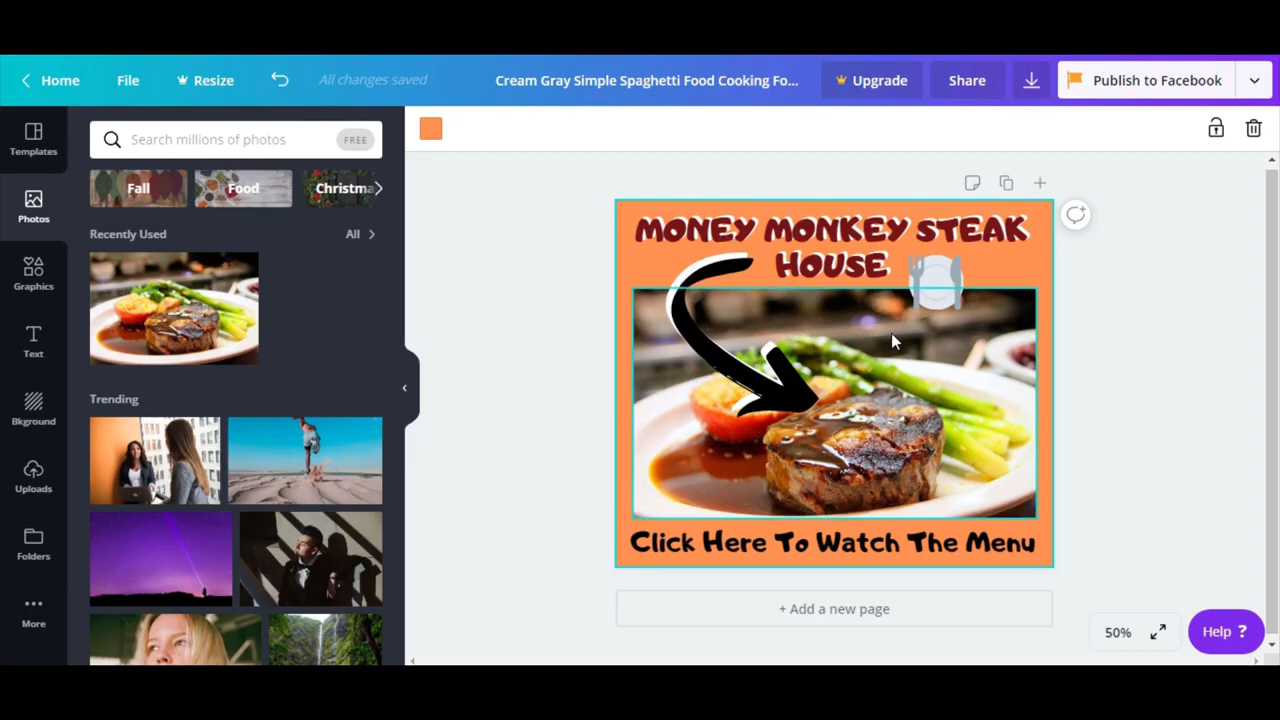 Home
File
Resize
All changes saved
Cream Gray Simple Spaghetti Food Cooking Fo...
Upgrade
Share
Publish to Facebook
Templates
Photos
Graphics
Text
Bkground
Uploads
Folders
More
Search millions of photos
FREE
Fall
Food
Christma
Recently Used
All
Trending
MONEY MONKEY STEAK
HOUSE
Click Here To Watch The Menu
+ Add a new page
50%
Help ?